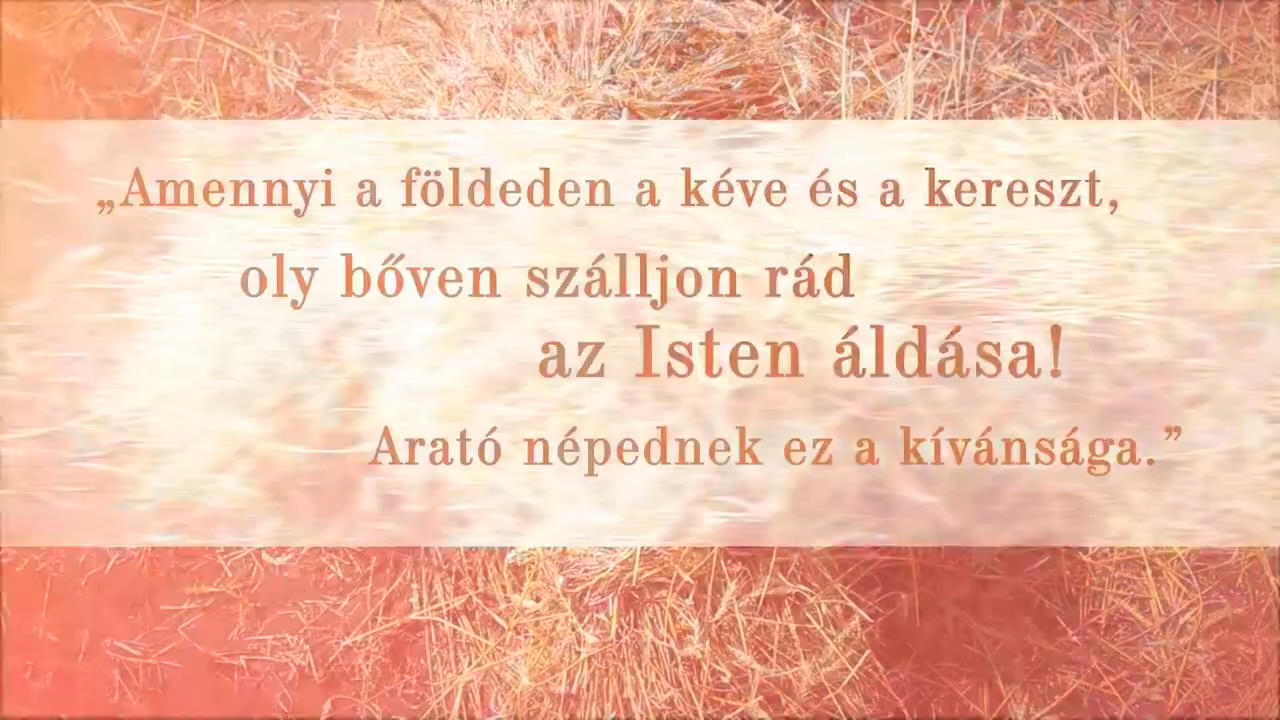 „Amennyi a földeden a kéve és a kereszt,
oly bőven szálljon rád
az Isten áldása!
Arató népednek ez a kívánsága.”